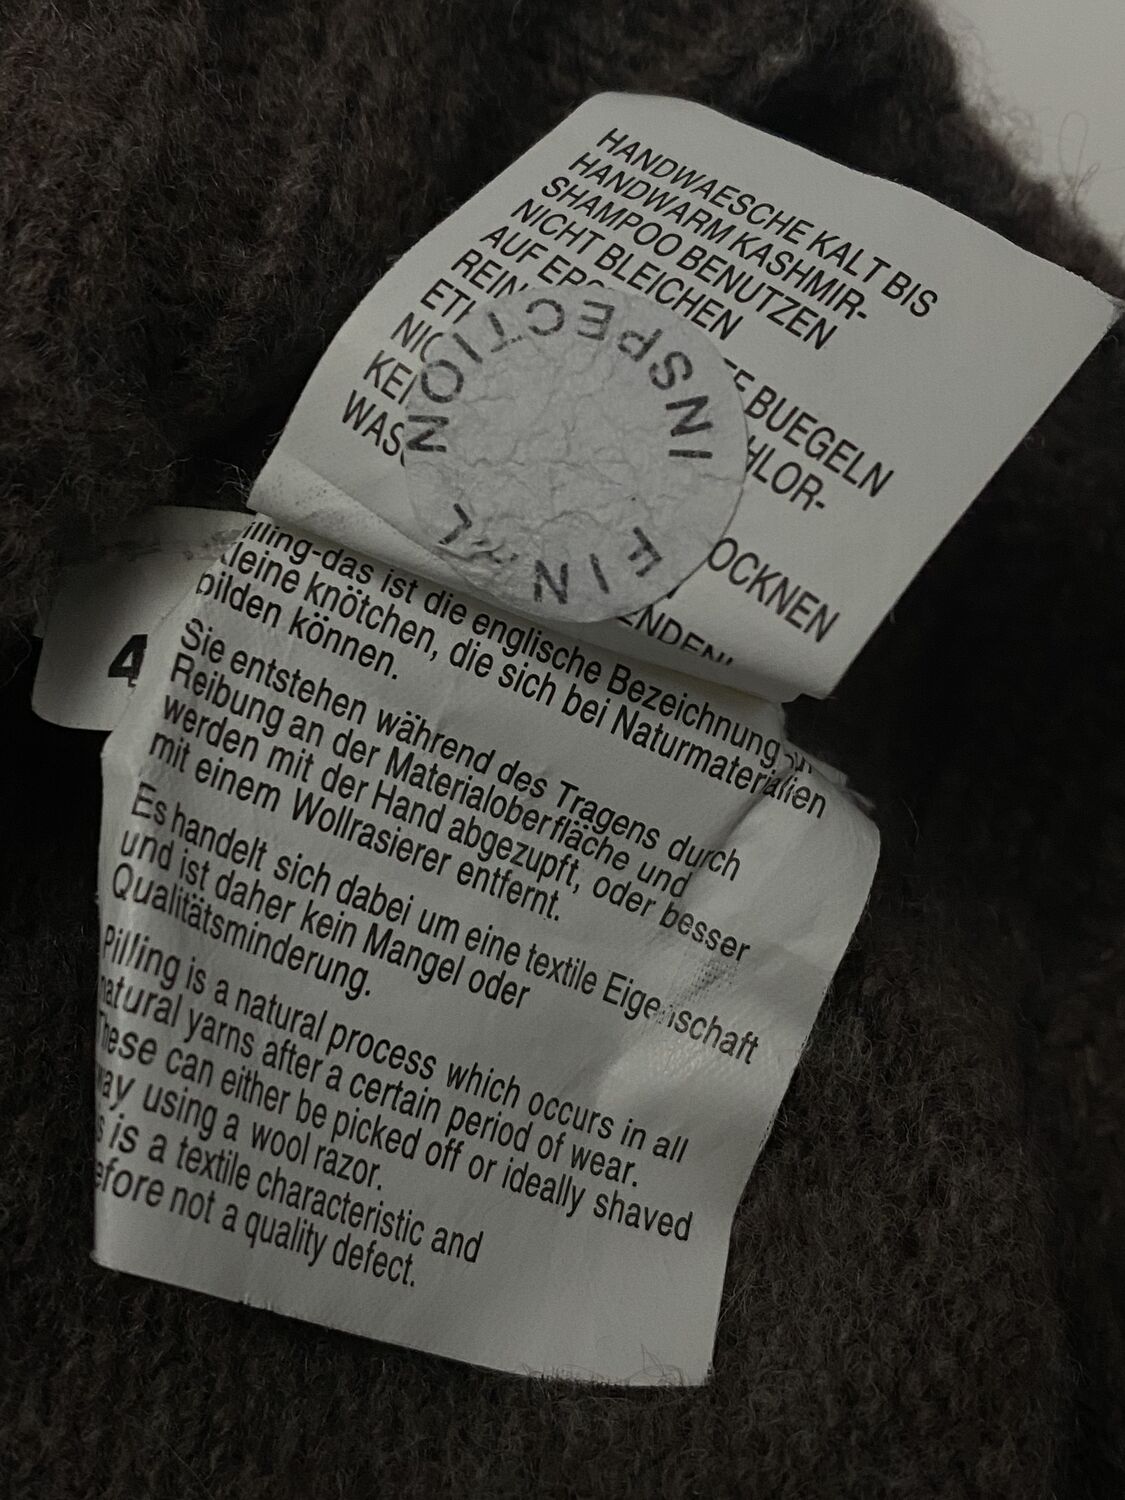 HANDWAESCHE KALT BIS
HANDWARM KASHMIR-
SHAMPOO BENUTZEN
NICHT BLEICHEN
AUF
BUEGELN
INSPECTION
FINAL
4
das ist die englische Bezeichnung
kleine knötchen, die sich bei Naturmaterialien
bilden können.
Sie entstehen während des Tragens durch
Reibung an der Materialoberfläche und
werden mit der Hand abgezupft, oder besser
mit einem Wollrasierer entfernt.
Es handelt sich dabei um eine textile Eigenschaft
und ist daher kein Mangel oder
Qualitätsminderung.
Pilling is a natural process which occurs in all
natural yarns after a certain period of wear.
These can either be picked off or ideally shaved
using a wool razor.
is a textile characteristic and
not a quality defect.